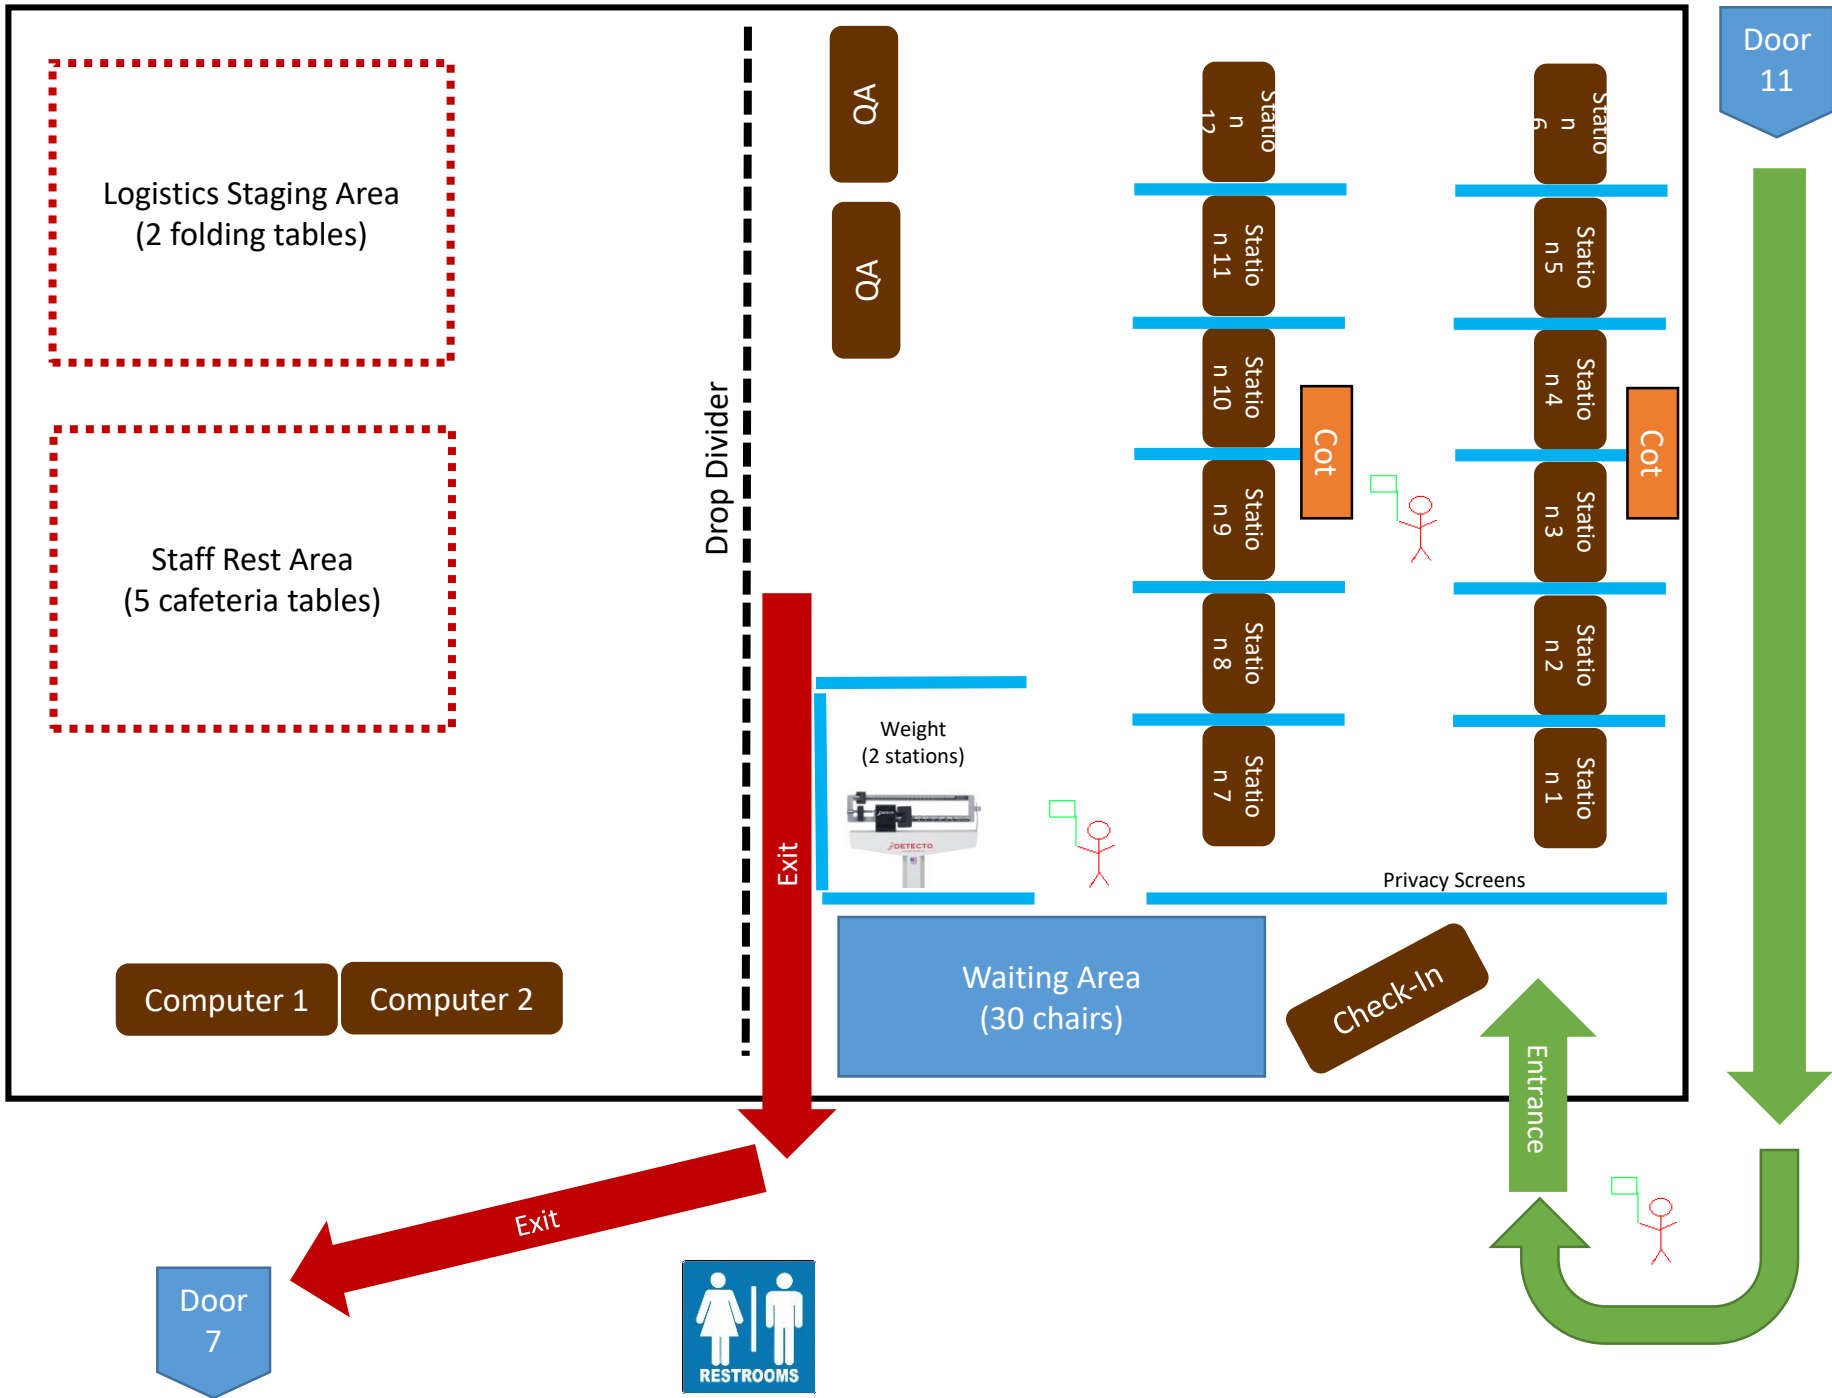 Door
11
Logistics Staging Area
(2 folding tables)
Staff Rest Area
(5 cafeteria tables)
Computer 1
Computer 2
Drop Divider
QA
QA
Statio
n
12
Statio
n 11
Statio
n 10
Statio
n 9
Statio
n 8
Statio
n 7
Statio
n
6
Statio
n 5
Statio
n 4
Statio
n 3
Statio
n 2
Statio
n 1
Cot
Cot
Weight
(2 stations)
DETECTO
Privacy Screens
Waiting Area
(30 chairs)
Check-In
Entrance
Exit
Exit
Door
7
RESTROOMS